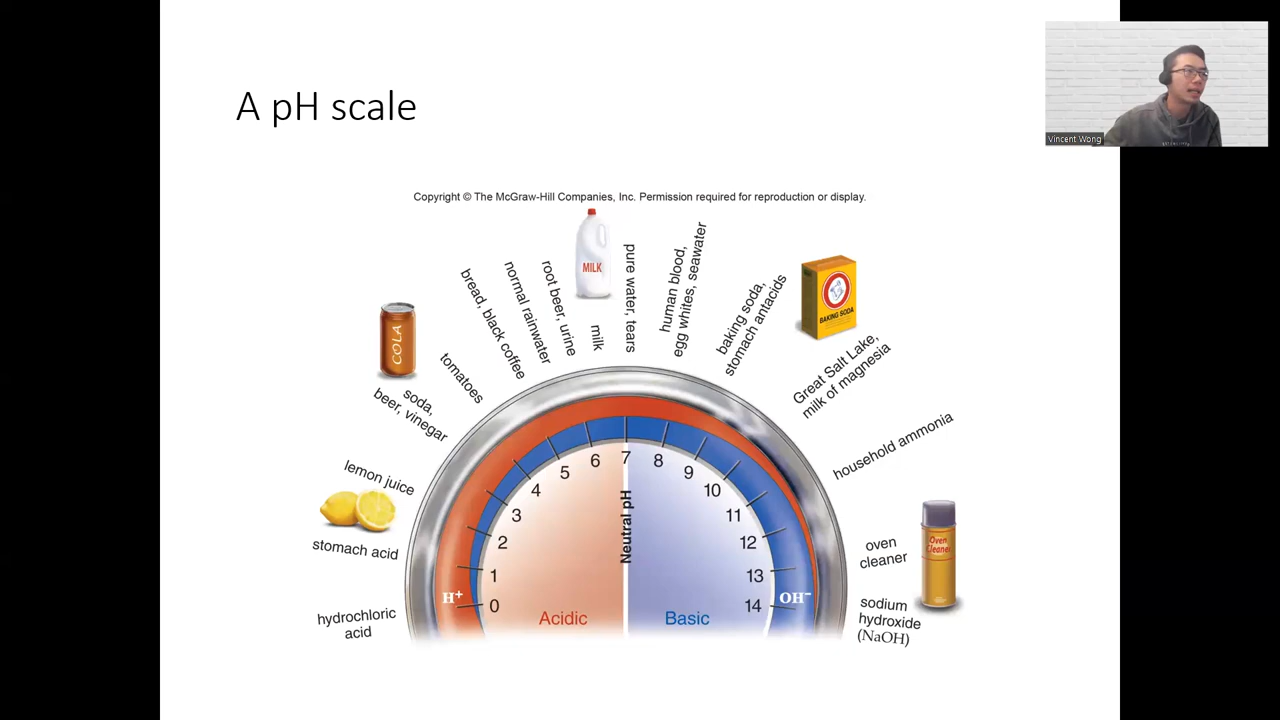 A pH scale
Vincent Wong
Copyright © The McGraw-Hill Companies, Inc. Permission required for reproduction or display.
hydrochloric
acid
stomach acid
lemon juice
soda,
beer, vinegar
COLA
tomatoes
bread, black coffee
normal rainwater
root beer, urine
MILK
milk
pure water, tears
human blood,
egg whites, seawater
baking soda,
stomach antacids
BAKING SODA
Great Salt Lake,
milk of magnesia
household ammonia
oven
cleaner
Oven
Cleaner
sodium
hydroxide
(NaOH)
0
1
2
3
4
5
6
7
8
9
10
11
12
13
14
Neutral pH
H⁺
OH⁻
Acidic
Basic